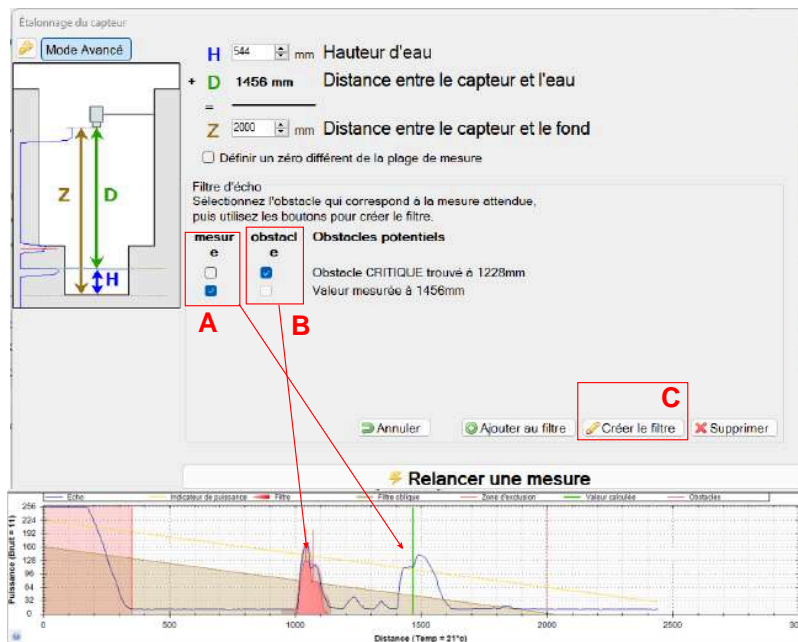 Étalonnage du capteur
Mode Avancé
H 544 mm Hauteur d'eau
+ D 1456 mm Distance entre le capteur et l'eau
=
Z 2000 mm Distance entre le capteur et le fond
Définir un zéro différent de la plage de mesure
Z D H
Filtre d'écho
Sélectionnez l'obstacle qui correspond à la mesure attendue,
puis utilisez les boutons pour créer le filtre.
mesur obstacl Obstacles potentiels
e e
Obstacle CRITIQUE trouvé à 1228mm
Valeur mesurée à 1456mm
A B C
Annuler Ajouter au filtre Créer le filtre Supprimer
Relancer une mesure
Echo Indicateur de puissance Filtre Filtre oblique Zone d'exclusion Valeur calculée Obstacles
Puissance (Bruit = 11)
256
224
192
160
128
96
64
32
0
0 500 1000 1500 2000 2500 300
Distance (Temp = 21°c)